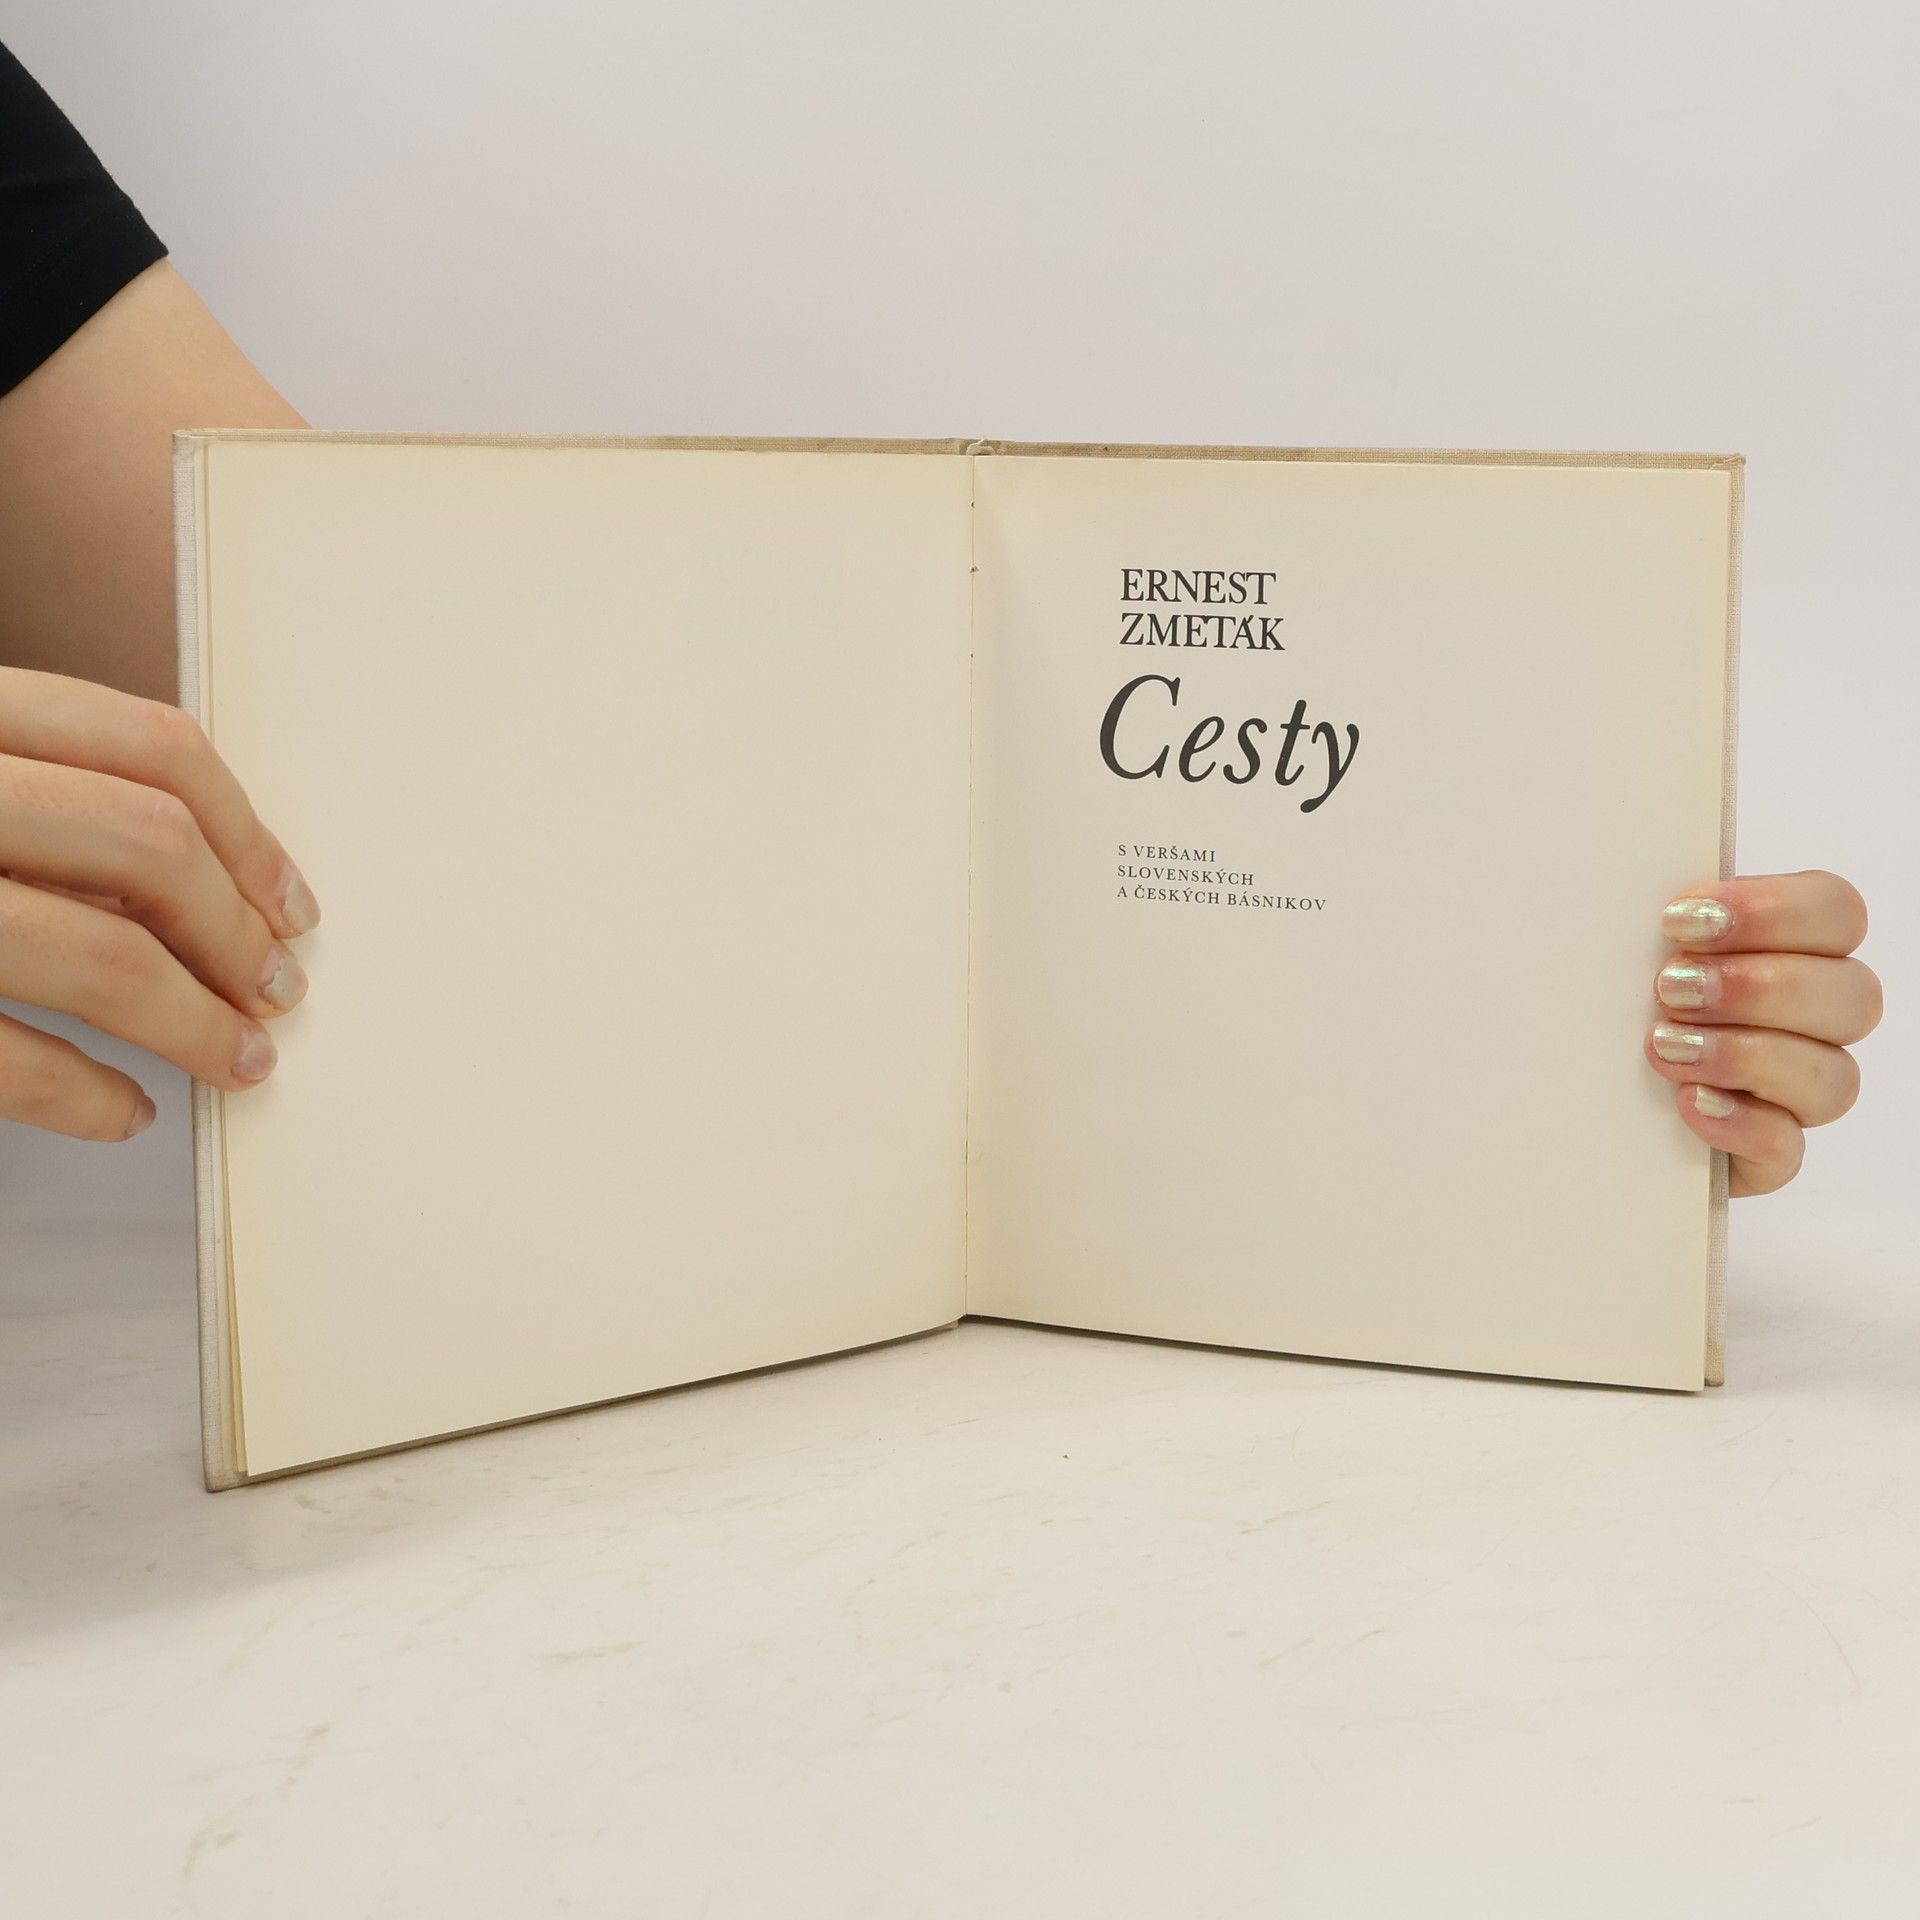 ERNEST
ZMETÁK
Cesty
S VERŠAMI
SLOVENSKÝCH
A ČESKÝCH BÁSNIKOV